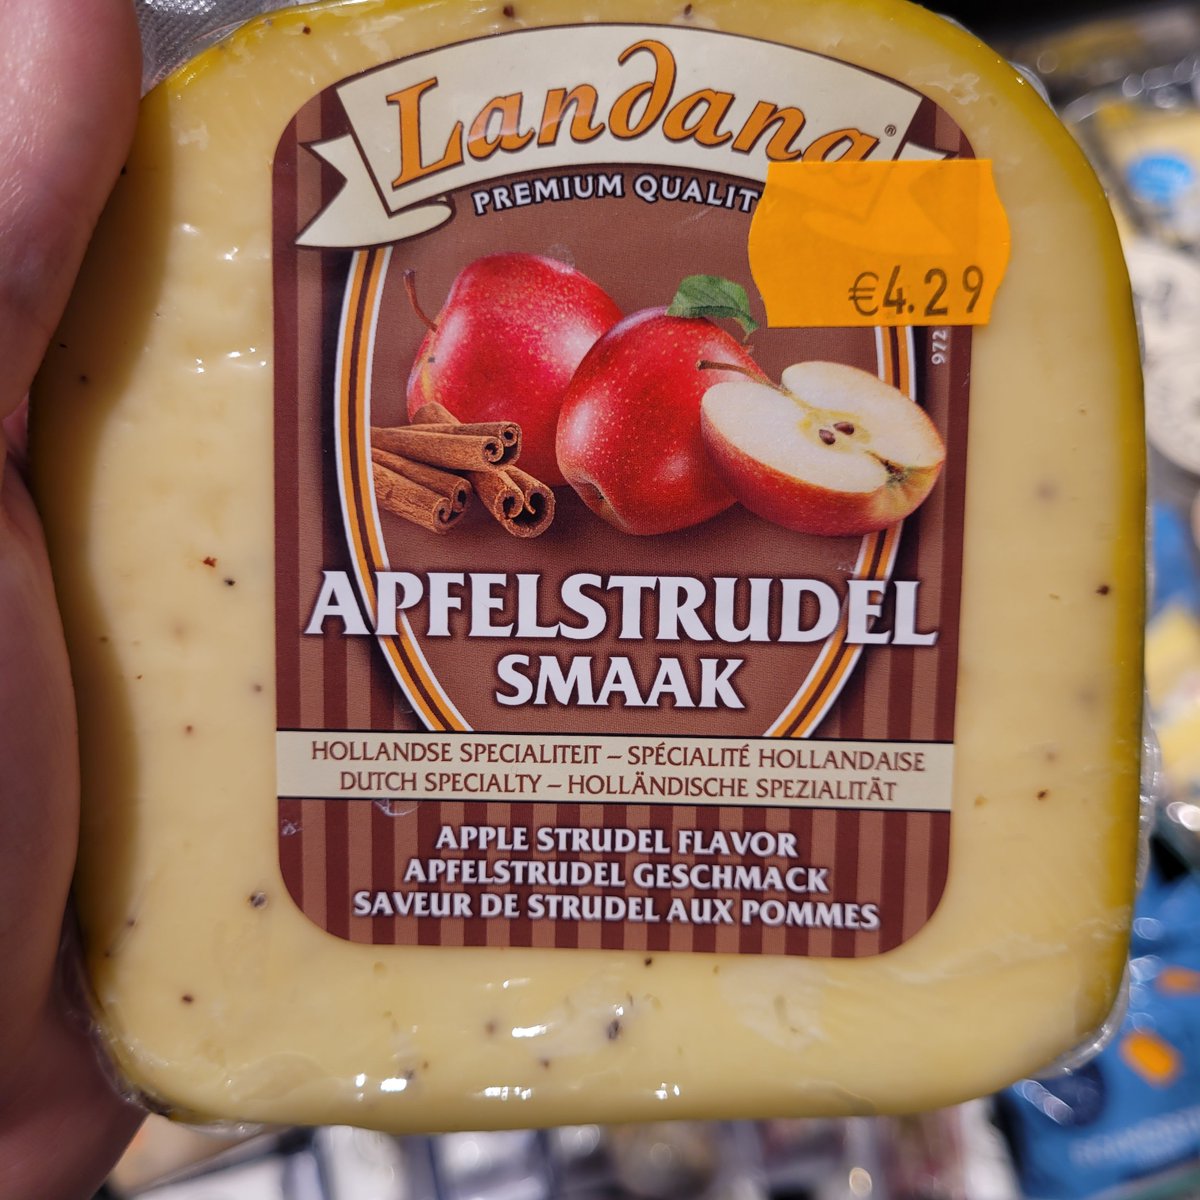 Landana®
PREMIUM QUALIT
€4.29
972
APFELSTRUDEL
SMAAK
HOLLANDSE SPECIALITEIT – SPÉCIALITÉ HOLLANDAISE
DUTCH SPECIALTY – HOLLÄNDISCHE SPEZIALITÄT
APPLE STRUDEL FLAVOR
APFELSTRUDEL GESCHMACK
SAVEUR DE STRUDEL AUX POMMES